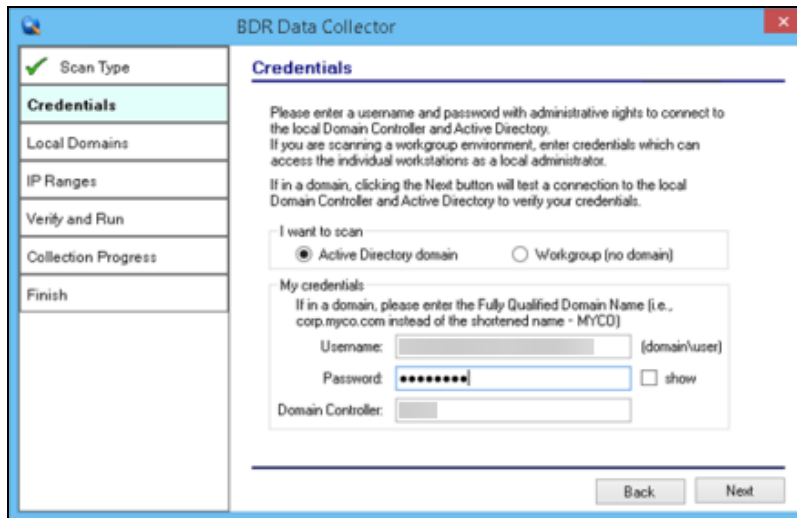 BDR Data Collector
Scan Type
Credentials
Local Domains
IP Ranges
Verify and Run
Collection Progress
Finish
Credentials
Please enter a username and password with administrative rights to connect to
the local Domain Controller and Active Directory.
If you are scanning a workgroup environment, enter credentials which can
access the individual workstations as a local administrator.
If in a domain, clicking the Next button will test a connection to the local
Domain Controller and Active Directory to verify your credentials.
I want to scan
Active Directory domain
Workgroup (no domain)
My credentials
If in a domain, please enter the Fully Qualified Domain Name (i.e.,
corp.myco.com instead of the shortened name - MYCO)
Username:
(domain\user)
Password:
●●●●●●●●
show
Domain Controller:
Back
Next